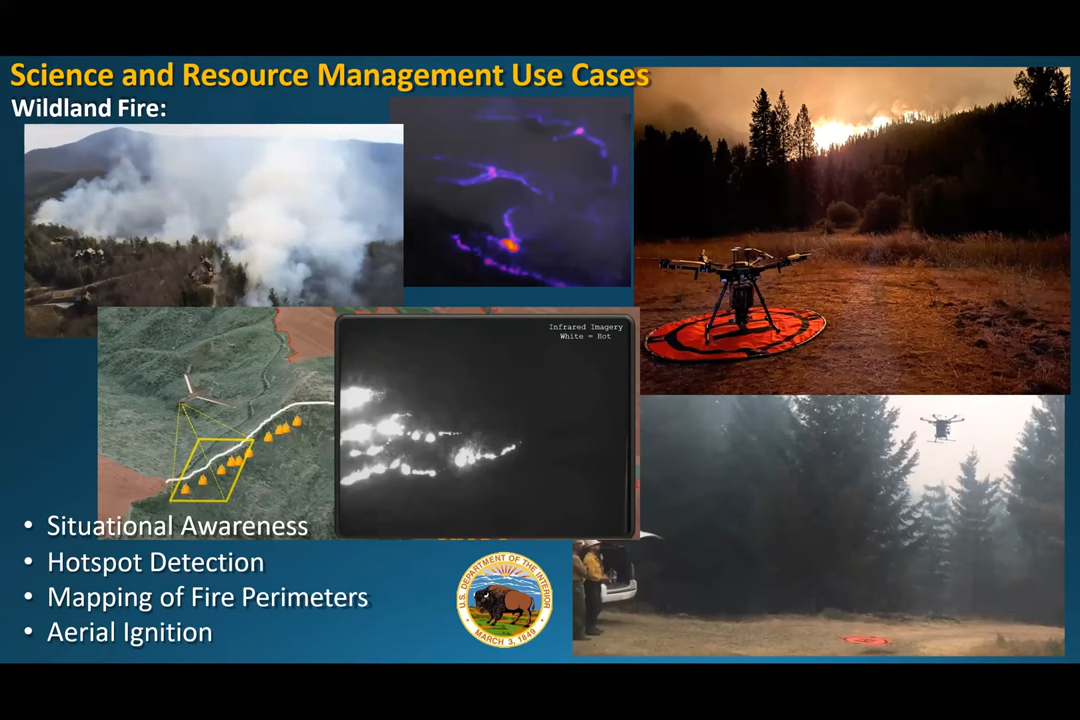 Science and Resource Management Use Cases
Wildland Fire:
Infrared Imagery
White = Hot
• Situational Awareness
• Hotspot Detection
• Mapping of Fire Perimeters
• Aerial Ignition
U.S. DEPARTMENT OF THE INTERIOR
MARCH 3, 1849